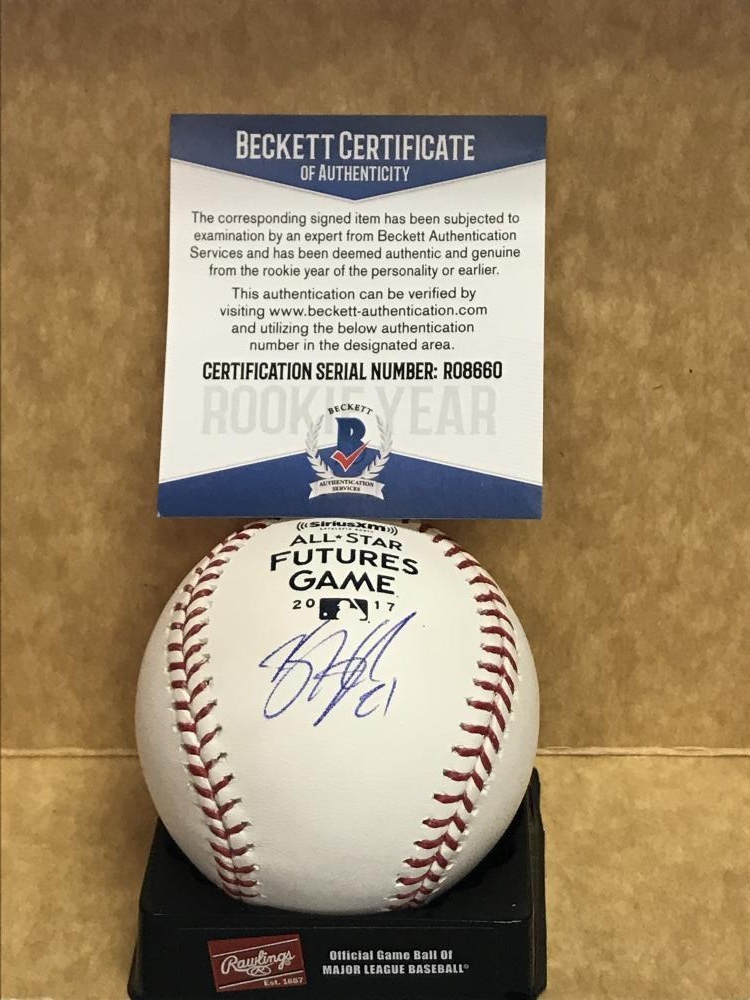 BECKETT CERTIFICATE
OF AUTHENTICITY
The corresponding signed item has been subjected to
examination by an expert from Beckett Authentication
Services and has been deemed authentic and genuine
from the rookie year of the personality or earlier.
This authentication can be verified by
visiting www.beckett-authentication.com
and utilizing the below authentication
number in the designated area.
CERTIFICATION SERIAL NUMBER: R08660
ROOKIE YEAR
BECKETT
B
AUTHENTICATION
SERVICES
((SiriusXM))
ALL★STAR
FUTURES
GAME
20 17
21
Rawlings
Est. 1887
Official Game Ball Of
MAJOR LEAGUE BASEBALL®